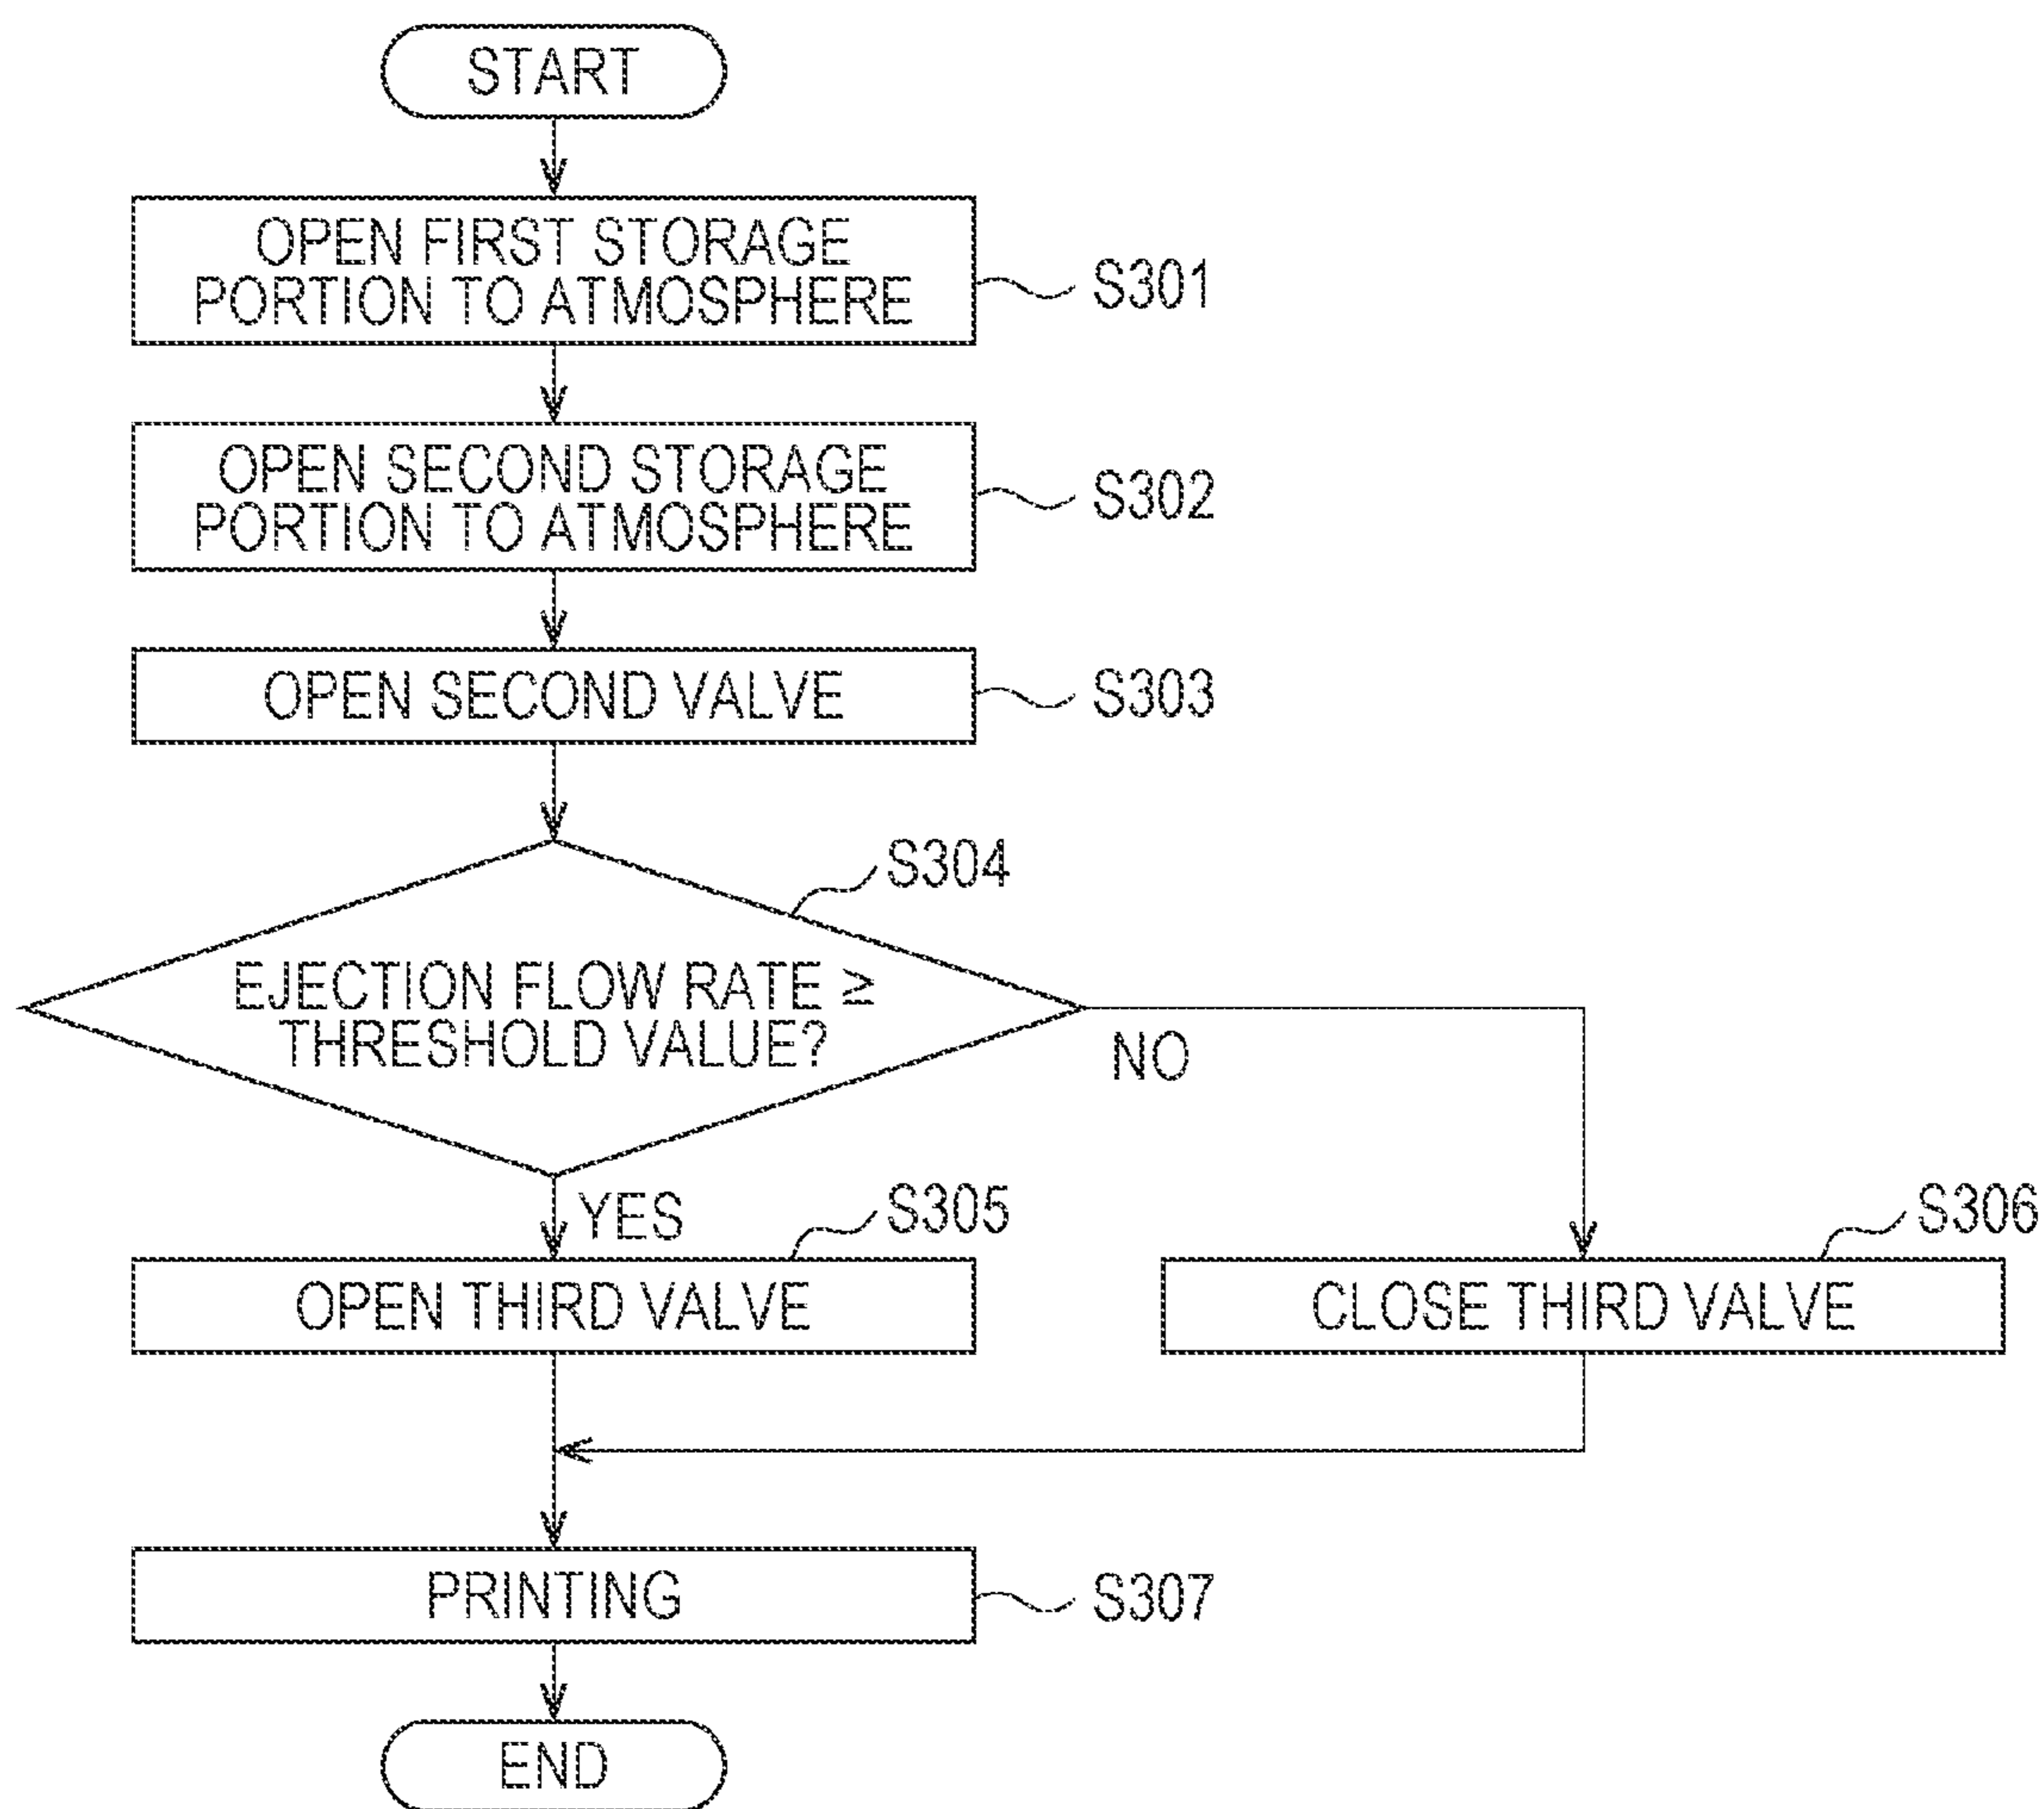 START
OPEN FIRST STORAGE
PORTION TO ATMOSPHERE
S301
OPEN SECOND STORAGE
PORTION TO ATMOSPHERE
S302
OPEN SECOND VALVE
S303
S304
EJECTION FLOW RATE ≥
THRESHOLD VALUE?
NO
YES
S305
OPEN THIRD VALVE
S306
CLOSE THIRD VALVE
PRINTING
S307
END